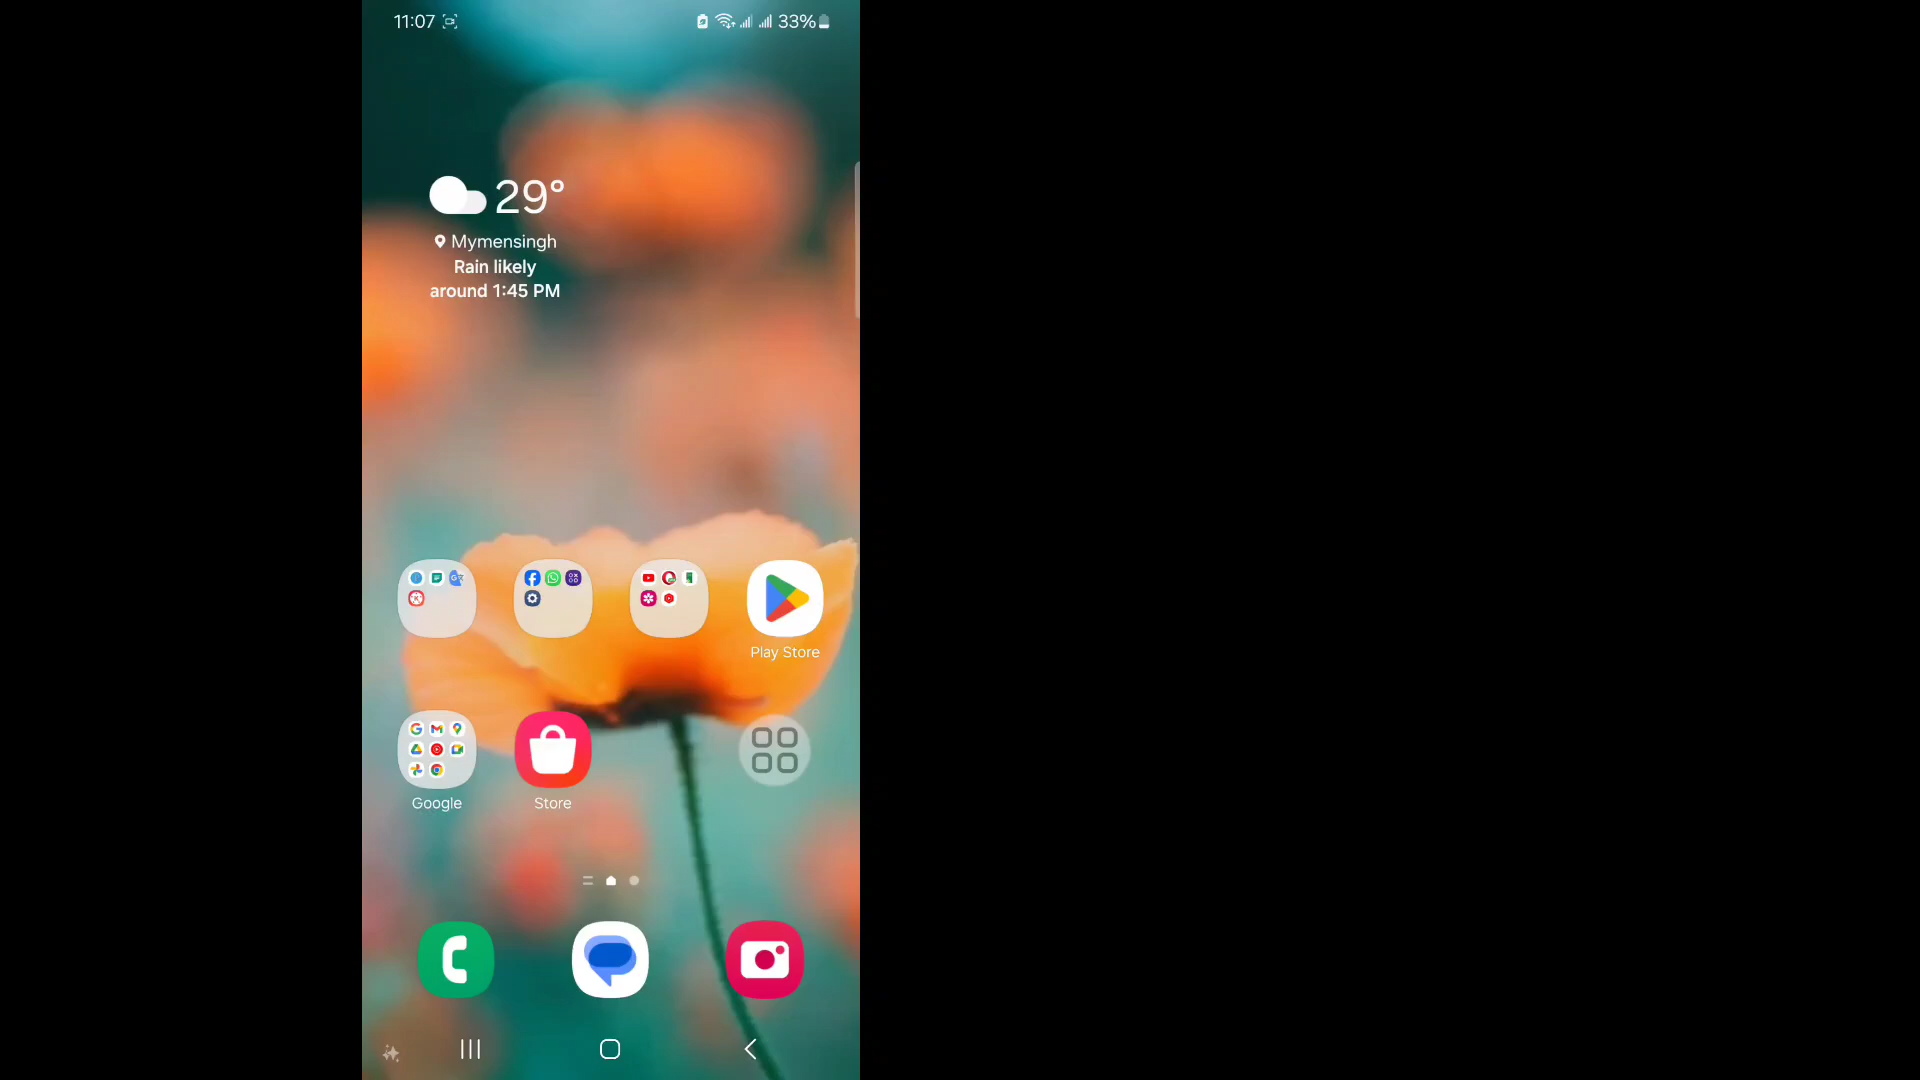 11:07
33%
29°
Mymensingh
Rain likely
around 1:45 PM
Play Store
Google
Store